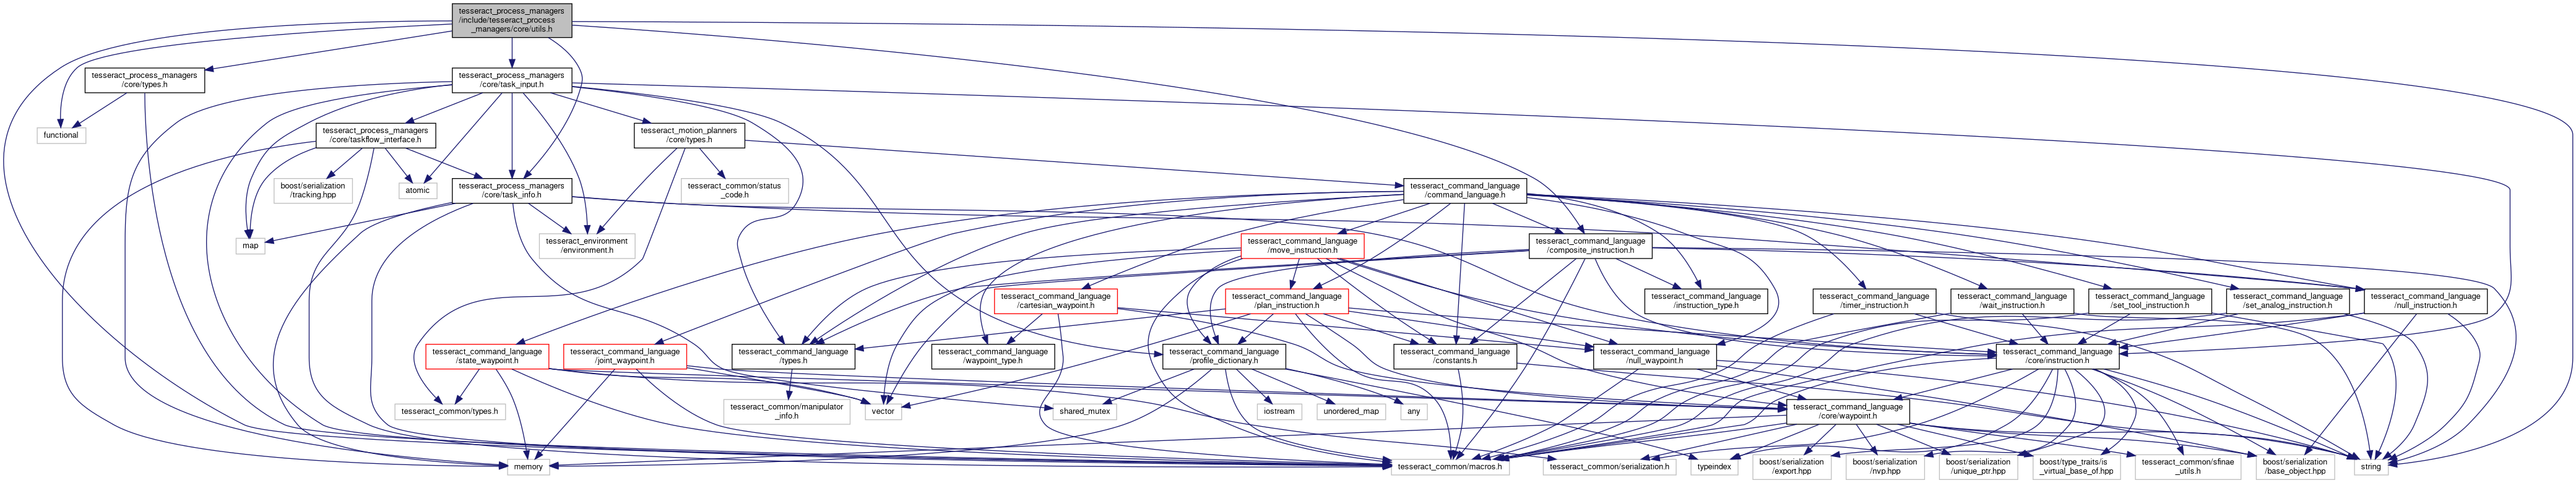 tesseract_process_managers
/include/tesseract_process
_managers/core/utils.h
tesseract_process_managers
/core/types.h
tesseract_process_managers
/core/task_input.h
functional
tesseract_process_managers
/core/taskflow_interface.h
tesseract_motion_planners
/core/types.h
boost/serialization
/tracking.hpp
atomic
tesseract_process_managers
/core/task_info.h
tesseract_common/status
_code.h
tesseract_command_language
/command_language.h
map
tesseract_environment
/environment.h
tesseract_command_language
/move_instruction.h
tesseract_command_language
/composite_instruction.h
tesseract_command_language
/cartesian_waypoint.h
tesseract_command_language
/plan_instruction.h
tesseract_command_language
/instruction_type.h
tesseract_command_language
/timer_instruction.h
tesseract_command_language
/wait_instruction.h
tesseract_command_language
/set_tool_instruction.h
tesseract_command_language
/set_analog_instruction.h
tesseract_command_language
/null_instruction.h
tesseract_command_language
/state_waypoint.h
tesseract_command_language
/joint_waypoint.h
tesseract_command_language
/types.h
tesseract_command_language
/waypoint_type.h
tesseract_command_language
/profile_dictionary.h
tesseract_command_language
/constants.h
tesseract_command_language
/null_waypoint.h
tesseract_command_language
/core/instruction.h
tesseract_common/types.h
tesseract_common/manipulator
_info.h
vector
shared_mutex
iostream
unordered_map
any
tesseract_command_language
/core/waypoint.h
memory
tesseract_common/macros.h
tesseract_common/serialization.h
typeindex
boost/serialization
/export.hpp
boost/serialization
/nvp.hpp
boost/serialization
/unique_ptr.hpp
boost/type_traits/is
_virtual_base_of.hpp
tesseract_common/sfinae
_utils.h
boost/serialization
/base_object.hpp
string